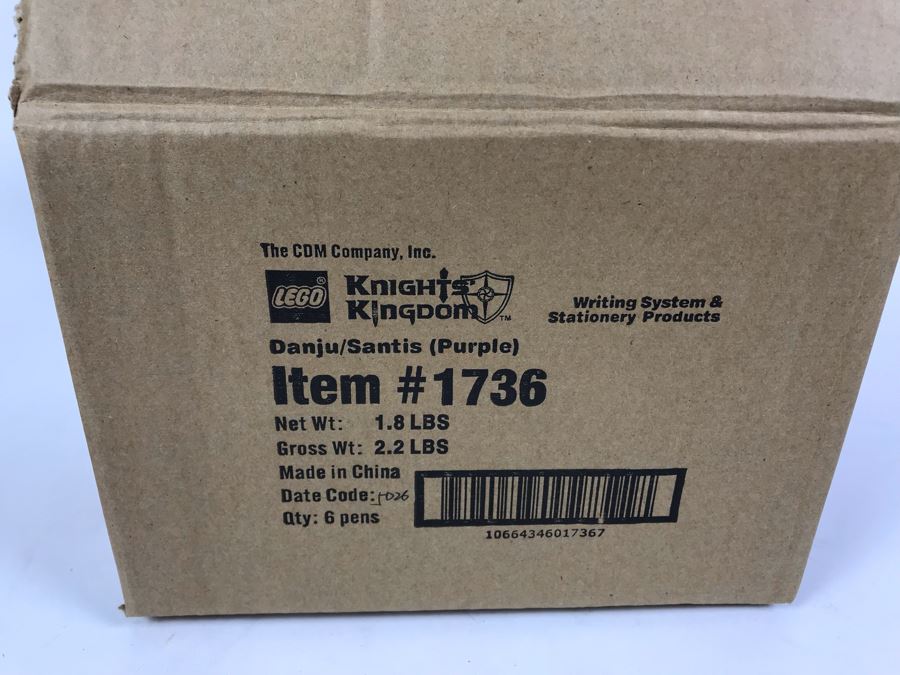 The CDM Company, Inc.
LEGO®
Knights' Kingdom™
Writing System &
Stationery Products
Danju/Santis (Purple)
Item #1736
Net Wt: 1.8 LBS
Gross Wt: 2.2 LBS
Made in China
Date Code:
Qty: 6 pens
10664346017367